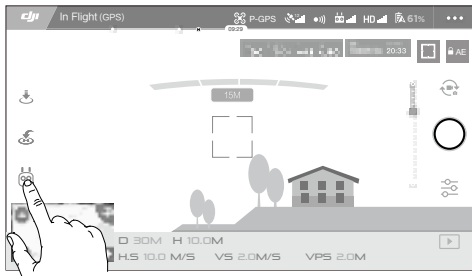 dji In Flight (GPS) P-GPS HD 61%
09:29
20:33 AE
15M
D 30M H 10.0M
H.S 10.0 M/S VS 2.0M/S VPS 2.0M